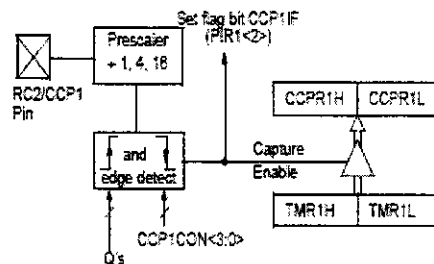 Set flag bit CCP1IF
(PIR1<2>)
Prescaler
÷ 1, 4, 16
RC2/CCP1
Pin
CCPR1H CCPR1L
and
edge detect
Capture
Enable
TMR1H TMR1L
CCP1CON<3:0>
Q's